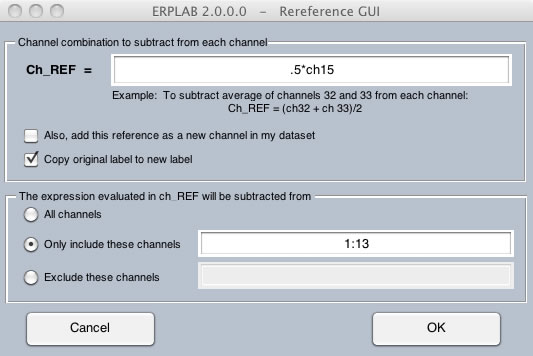 ERPLAB 2.0.0.0 - Rereference GUI
Channel combination to subtract from each channel
Ch_REF = .5*ch15
Example: To subtract average of channels 32 and 33 from each channel:
Ch_REF = (ch32 + ch 33)/2
Also, add this reference as a new channel in my dataset
Copy original label to new label
The expression evaluated in ch_REF will be subtracted from
All channels
Only include these channels 1:13
Exclude these channels
Cancel OK